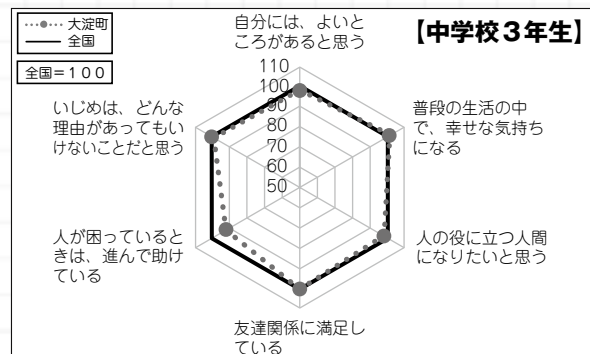 大淀町
全国
全国＝１００
【中学校３年生】
自分には、よいと
ころがあると思う
110
100
90
80
70
60
50
普段の生活の中
で、幸せな気持ち
になる
人の役に立つ人間
になりたいと思う
友達関係に満足し
ている
人が困っていると
きは、進んで助け
ている
いじめは、どんな
理由があってもい
けないことだと思う